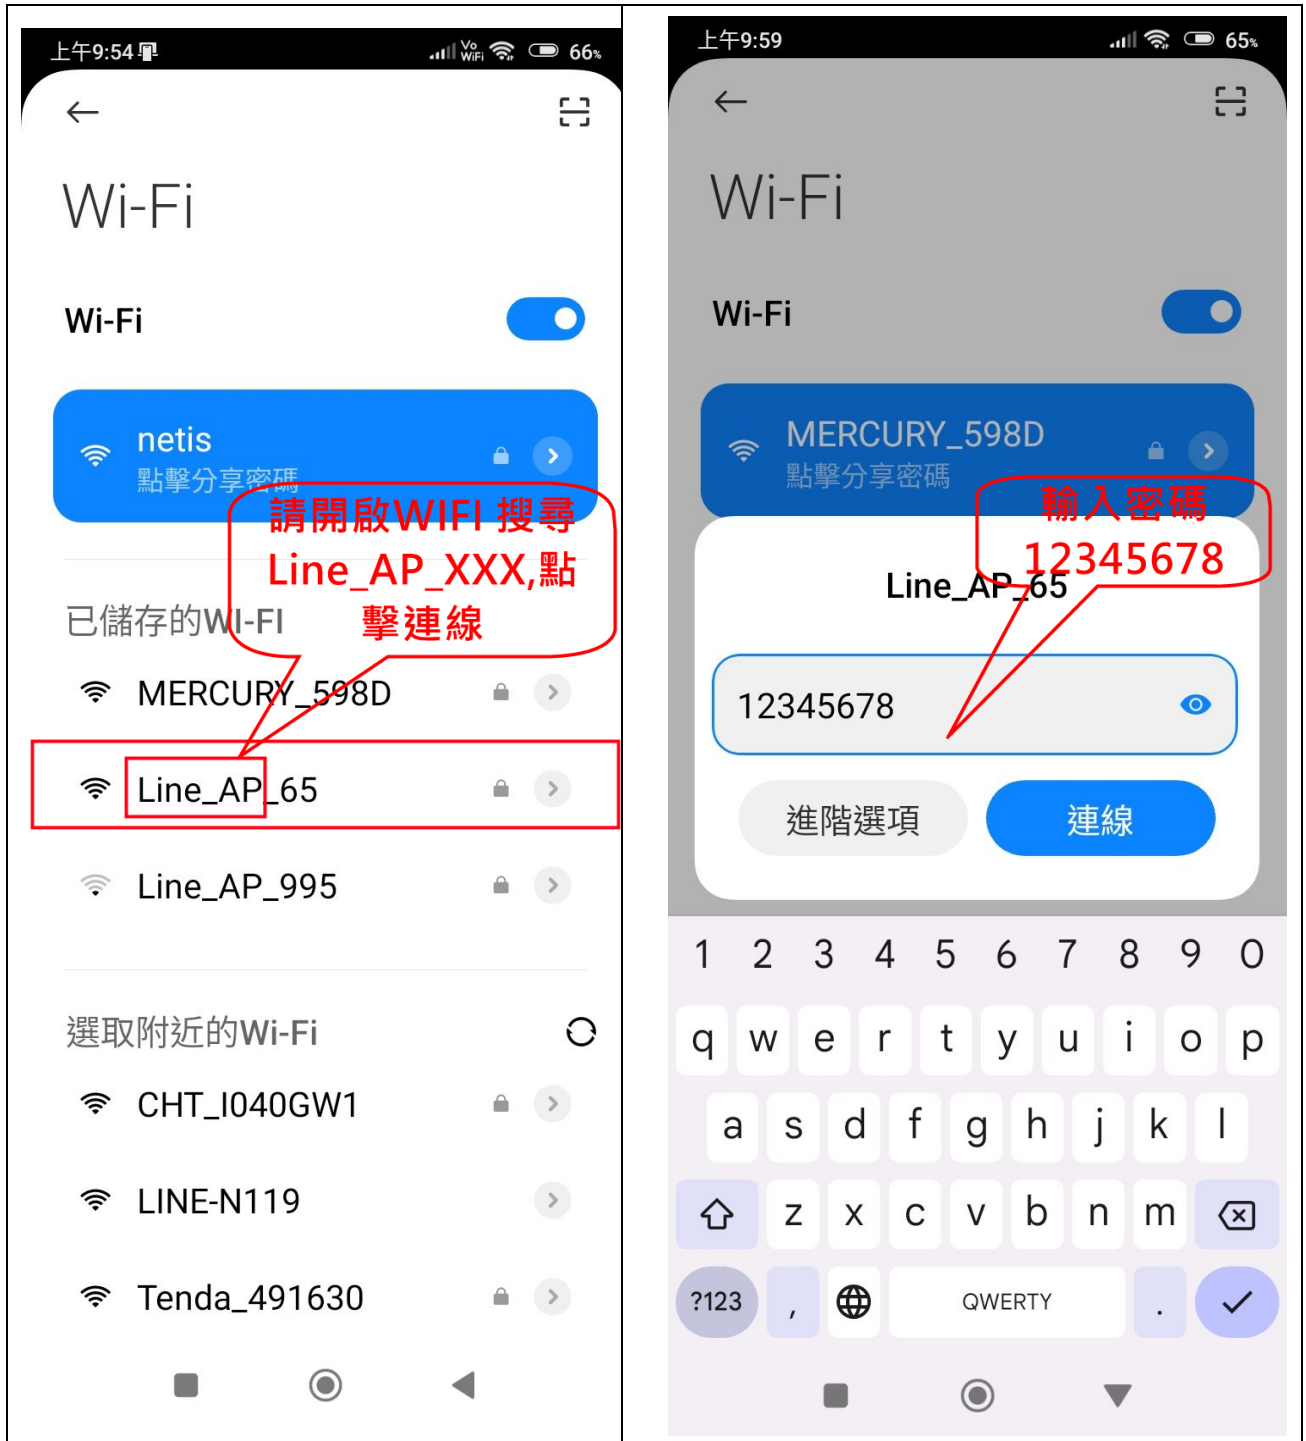 上午9:54
Vo
WiFi
66%
Wi-Fi
Wi-Fi
netis
點擊分享密碼
請開啟WIFI 搜尋
Line_AP_XXX,點
擊連線
已儲存的WI-FI
MERCURY_598D
Line_AP_65
Line_AP_995
選取附近的Wi-Fi
CHT_I040GW1
LINE-N119
Tenda_491630
上午9:59
65%
Wi-Fi
Wi-Fi
MERCURY_598D
點擊分享密碼
輸入密碼
12345678
Line_AP_65
12345678
進階選項
連線
1 2 3 4 5 6 7 8 9 0
q w e r t y u i o p
a s d f g h j k l
z x c v b n m
?123 , QWERTY .